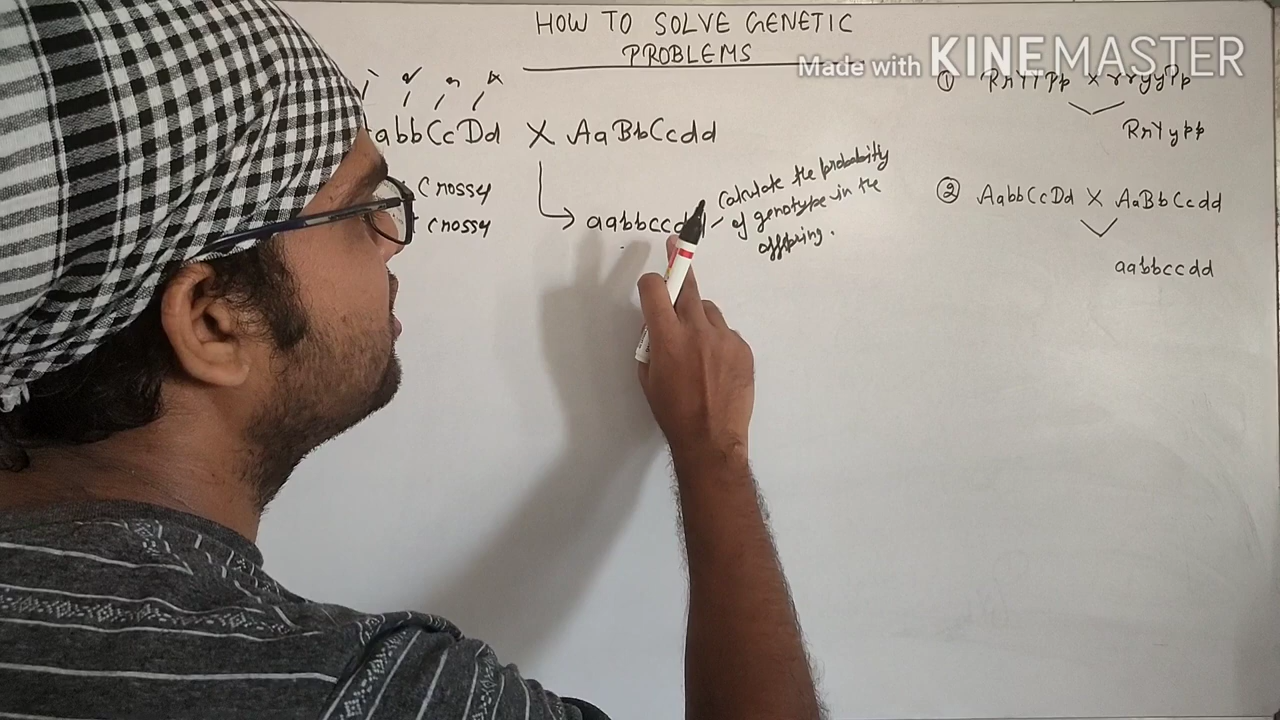 HOW TO SOLVE GENETIC
PROBLEMS
Made with KINEMASTER
abbCcDd X AaBbCcdd
Crossy
Crossy
aabbccd
Calculate the probability
of genotype in the
offspring.
① RrYYPp X rryyPp
RrYypp
② AabbCcDd X AaBbCcdd
aabbccdd